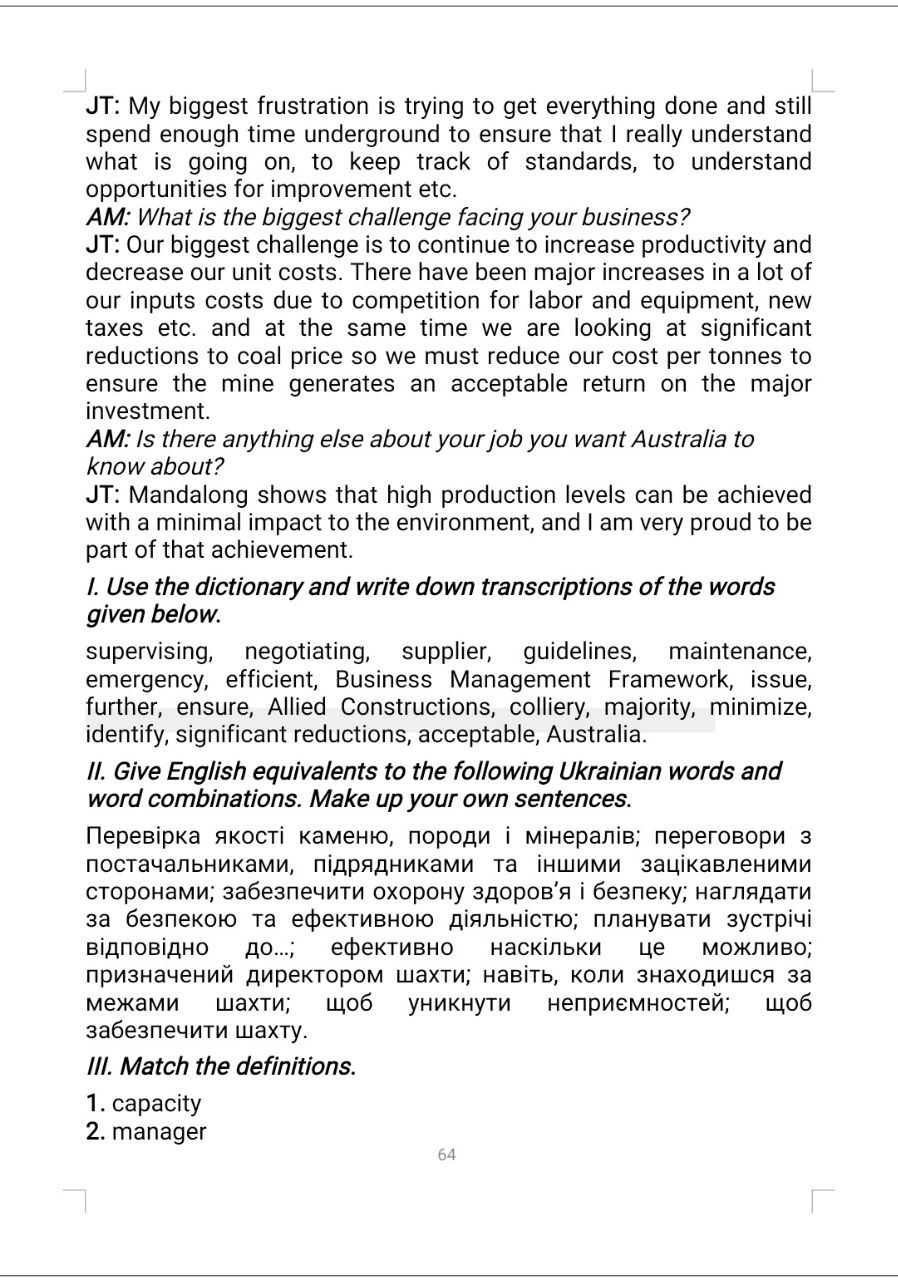 JT: My biggest frustration is trying to get everything done and still
spend enough time underground to ensure that I really understand
what is going on, to keep track of standards, to understand
opportunities for improvement etc.
AM: What is the biggest challenge facing your business?
JT: Our biggest challenge is to continue to increase productivity and
decrease our unit costs. There have been major increases in a lot of
our inputs costs due to competition for labor and equipment, new
taxes etc. and at the same time we are looking at significant
reductions to coal price so we must reduce our cost per tonnes to
ensure the mine generates an acceptable return on the major
investment.
AM: Is there anything else about your job you want Australia to
know about?
JT: Mandalong shows that high production levels can be achieved
with a minimal impact to the environment, and I am very proud to be
part of that achievement.
I. Use the dictionary and write down transcriptions of the words
given below.
supervising, negotiating, supplier, guidelines, maintenance,
emergency, efficient, Business Management Framework, issue,
further, ensure, Allied Constructions, colliery, majority, minimize,
identify, significant reductions, acceptable, Australia.
II. Give English equivalents to the following Ukrainian words and
word combinations. Make up your own sentences.
Перевірка якості каменю, породи і мінералів; переговори з
постачальниками, підрядниками та іншими зацікавленими
сторонами; забезпечити охорону здоров’я і безпеку; наглядати
за безпекою та ефективною діяльністю; планувати зустрічі
відповідно до…; ефективно наскільки це можливо;
призначений директором шахти; навіть, коли знаходишся за
межами шахти; щоб уникнути неприємностей; щоб
забезпечити шахту.
III. Match the definitions.
1. capacity
2. manager
64